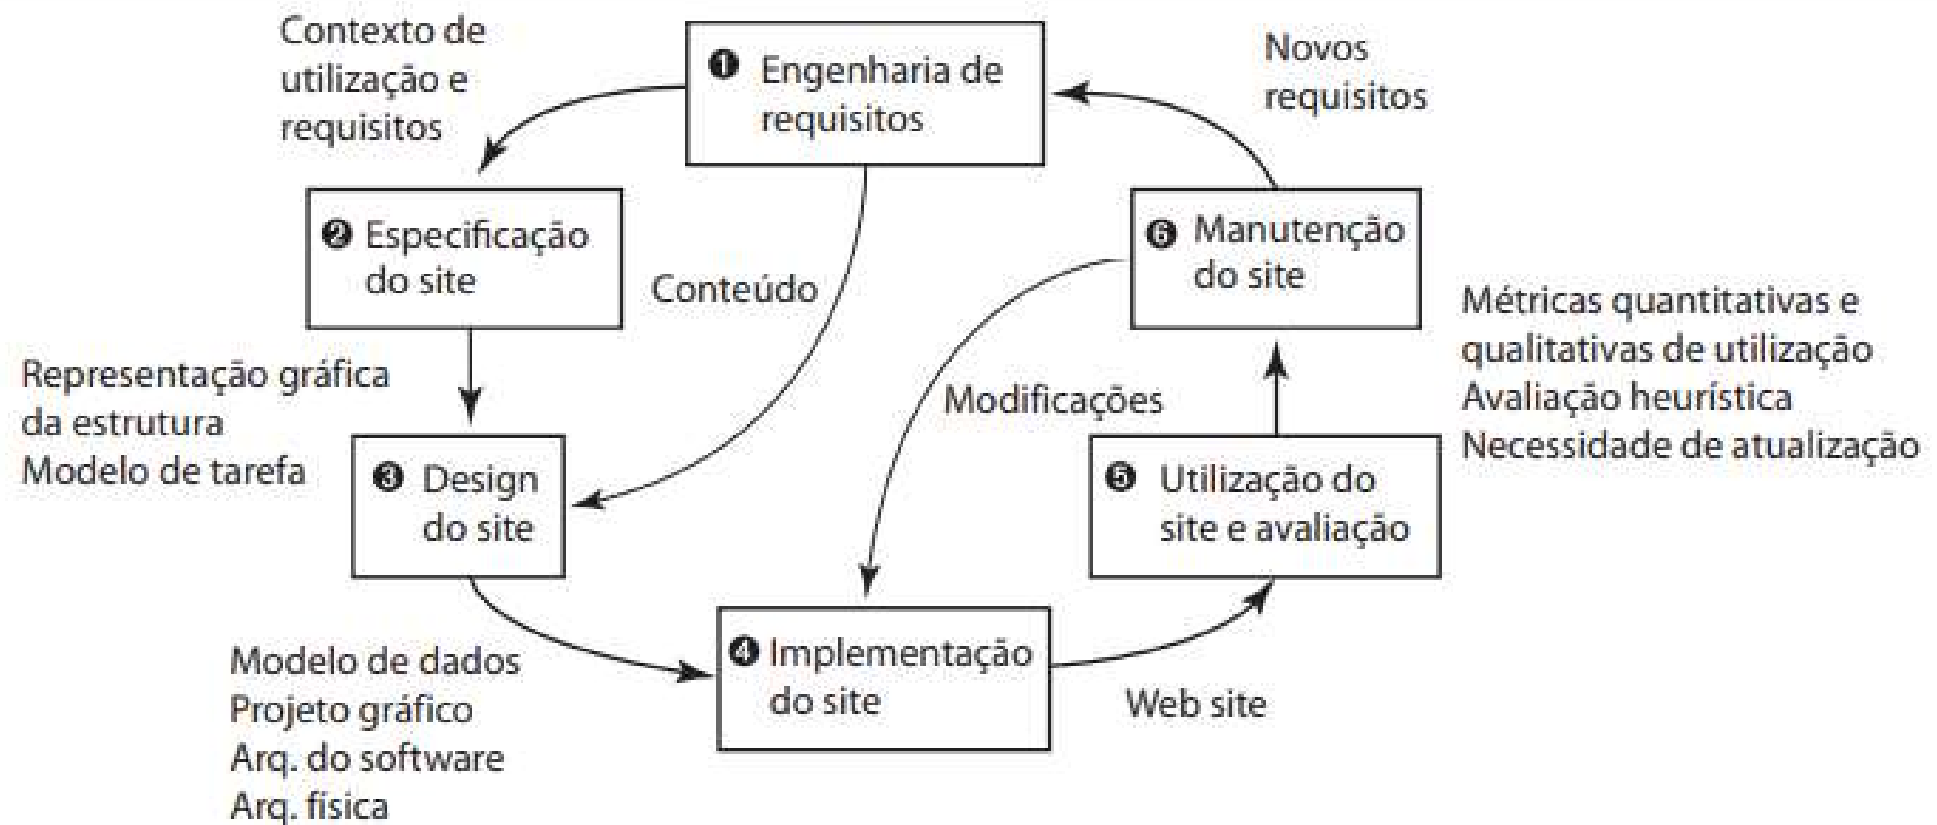 Contexto de
utilização e
requisitos
❶ Engenharia de
requisitos
Novos
requisitos
❷ Especificação
do site
Conteúdo
❻ Manutenção
do site
Representação gráfica
da estrutura
Modelo de tarefa
Modificações
Métricas quantitativas e
qualitativas de utilização
Avaliação heurística
Necessidade de atualização
❸ Design
do site
❺ Utilização do
site e avaliação
Modelo de dados
Projeto gráfico
Arq. do software
Arq. física
❹ Implementação
do site
Web site